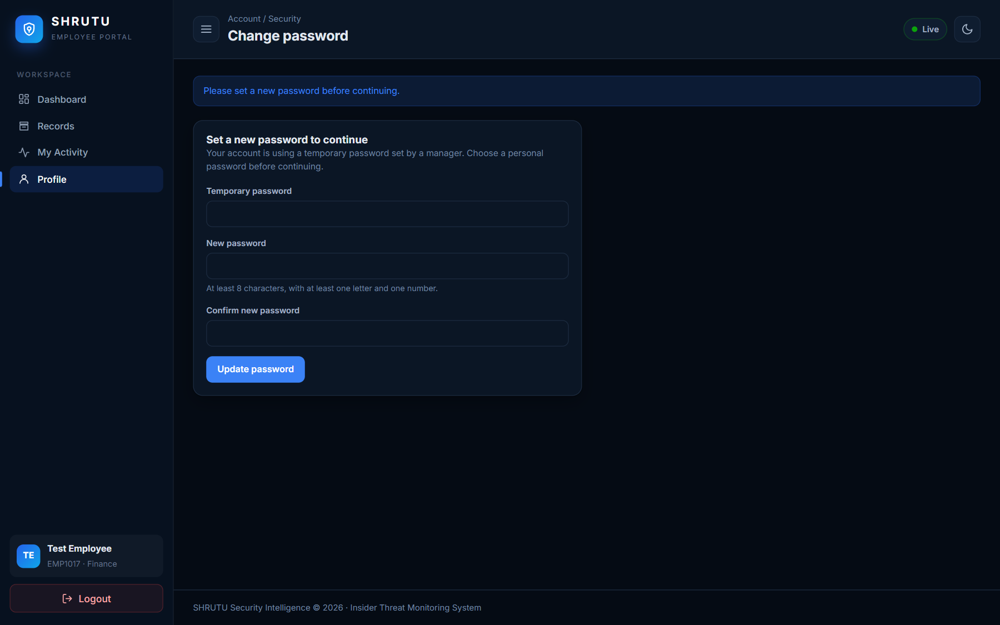 SHRUTU
EMPLOYEE PORTAL
WORKSPACE
Dashboard
Records
My Activity
Profile
Test Employee
TE
EMP1017 · Finance
Logout
Account / Security
Change password
Live
Please set a new password before continuing.
Set a new password to continue
Your account is using a temporary password set by a manager. Choose a personal
password before continuing.
Temporary password
New password
At least 8 characters, with at least one letter and one number.
Confirm new password
Update password
SHRUTU Security Intelligence © 2026 · Insider Threat Monitoring System